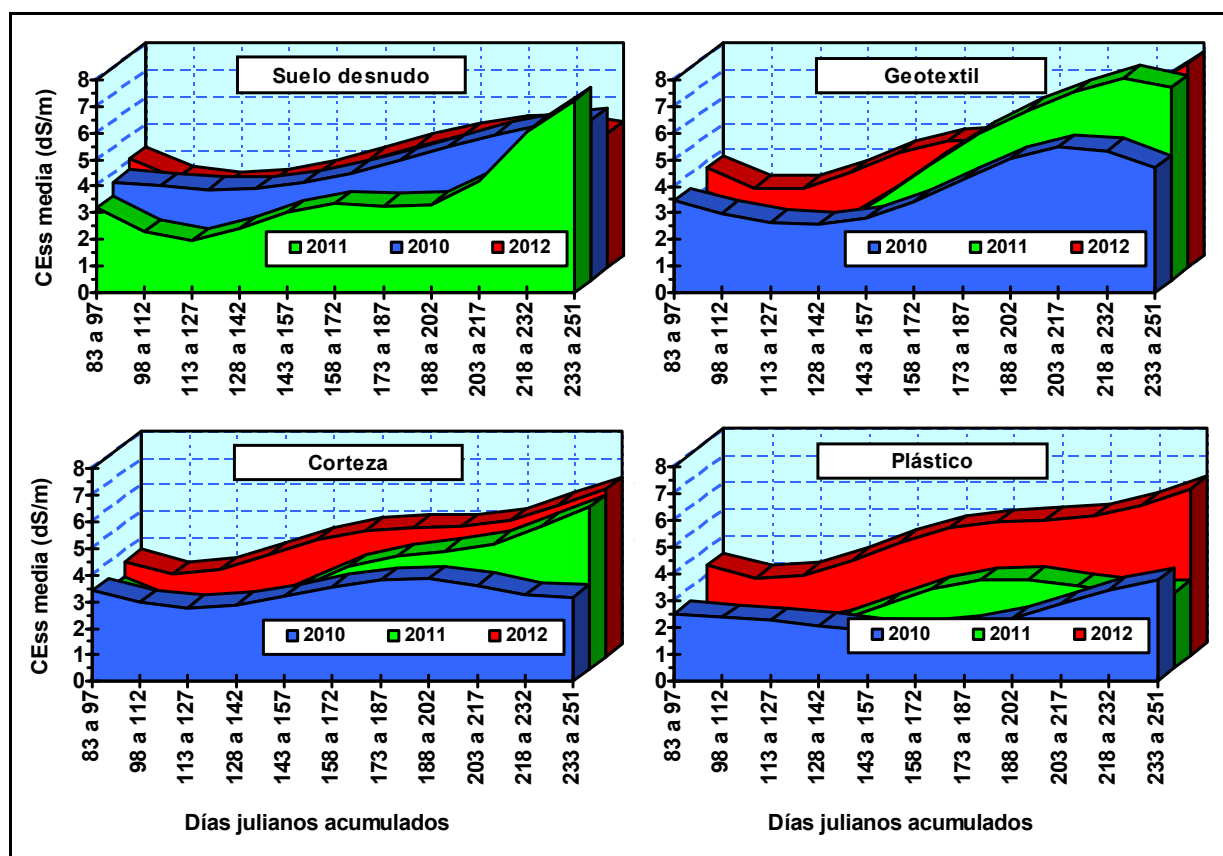 Suelo desnudo
CEss media (dS/m)
8
7
6
5
4
3
2
1
0
2011 2010 2012
83 a 97
98 a 112
113 a 127
128 a 142
143 a 157
158 a 172
173 a 187
188 a 202
203 a 217
218 a 232
233 a 251
Geotextil
8
7
6
5
4
3
2
1
0
2010 2011 2012
83 a 97
98 a 112
113 a 127
128 a 142
143 a 157
158 a 172
173 a 187
188 a 202
203 a 217
218 a 232
233 a 251
Corteza
CEss media (dS/m)
8
7
6
5
4
3
2
1
0
2010 2011 2012
83 a 97
98 a 112
113 a 127
128 a 142
143 a 157
158 a 172
173 a 187
188 a 202
203 a 217
218 a 232
233 a 251
Días julianos acumulados
Plástico
8
7
6
5
4
3
2
1
0
2010 2011 2012
83 a 97
98 a 112
113 a 127
128 a 142
143 a 157
158 a 172
173 a 187
188 a 202
203 a 217
218 a 232
233 a 251
Días julianos acumulados